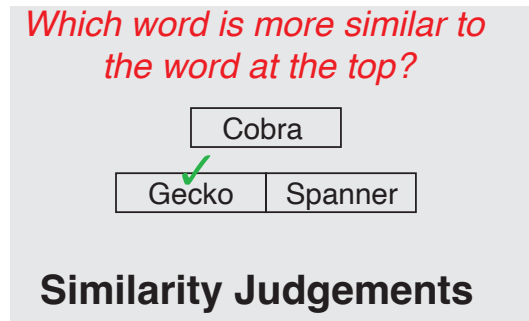 Which word is more similar to
the word at the top?
Cobra
Gecko Spanner
Similarity Judgements